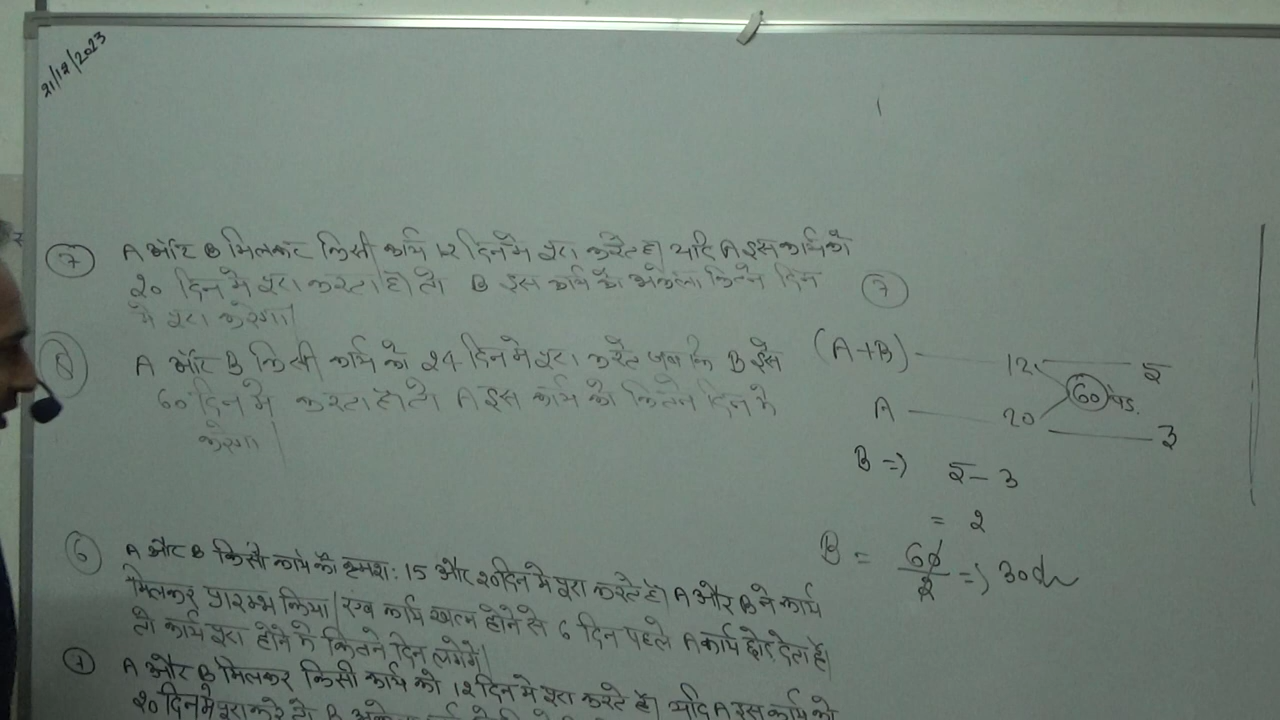 21/12/2023
7 A और B मिलकर किसी कार्य 12 दिन में पूरा करते है। यदि A इस कार्य को
20 दिन में पूरा करता है तो B इस कार्य को अकेला कितने दिन
में पूरा करेगा।
8 A और B किसी कार्य को 24 दिन में पूरा करते जब कि B इसे
60 दिन में करता है तो A इस कार्य को कितने दिन में
करेगा।
7
(A+B) 12 5
60
A 20 3
B ⇒ 5-3
= 2
B = 60/2 ⇒ 30
6 A और B किसी कार्य को क्रमश: 15 और 20 दिन में पूरा करते है। A और B ने कार्य
मिलकर प्रारम्भ किया। एवं कार्य खत्म होने से 6 दिन पहले A कार्य छोड़ देता है।
तो कार्य पूरा होने में कितने दिन लगेंगे।
A और B मिलकर किसी कार्य को 12 दिन में पूरा करते है। यदि A इस कार्य को
20 दिन में पूरा करे तो B